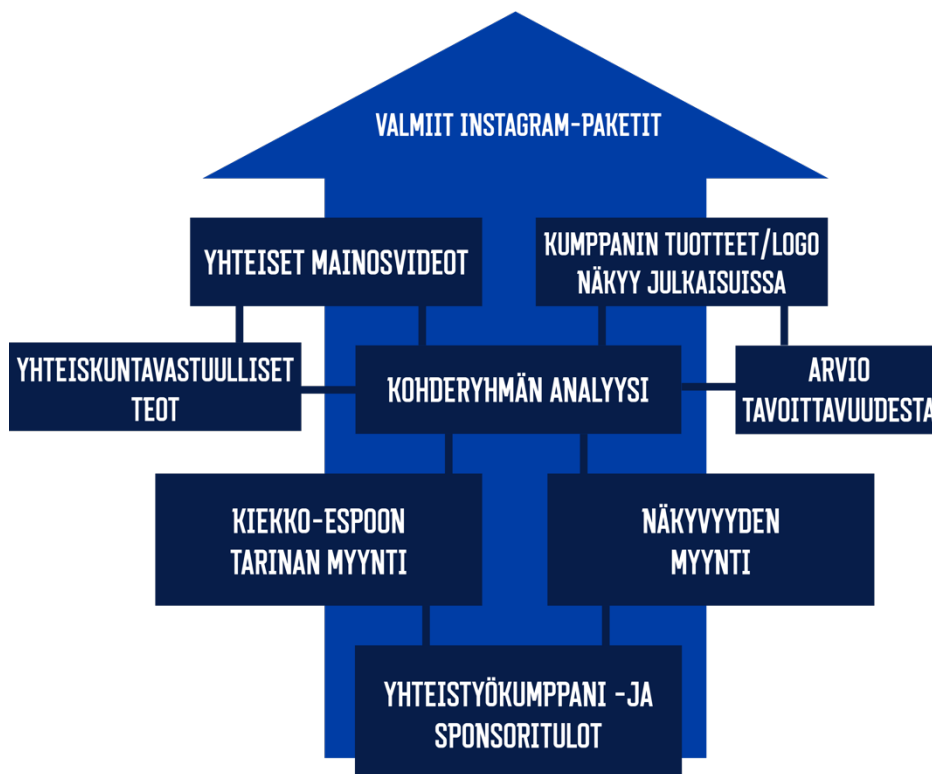 VALMIIT INSTAGRAM-PAKETIT
YHTEISET MAINOSVIDEOT
KUMPPANIN TUOTTEET/LOGO
NÄKYY JULKAISUISSA
YHTEISKUNTAVASTUULLISET
TEOT
KOHDERYHMÄN ANALYYSI
ARVIO
TAVOITTAVUUDESTA
KIEKKO-ESPOON
TARINAN MYYNTI
NÄKYVYYDEN
MYYNTI
YHTEISTYÖKUMPPANI -JA
SPONSORITULOT